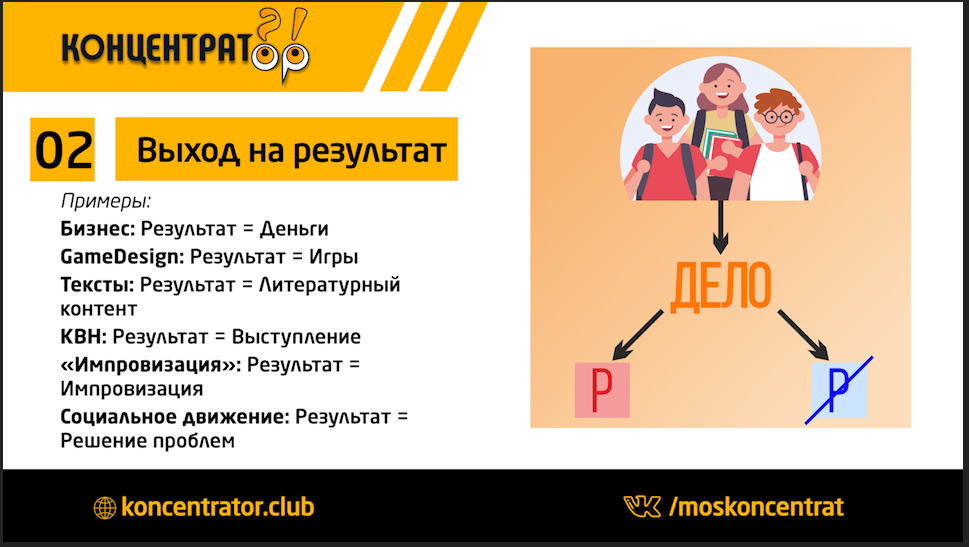 КОНЦЕНТРАТОР
?!
02
Выход на результат
Примеры:
Бизнес: Результат = Деньги
GameDesign: Результат = Игры
Тексты: Результат = Литературный
контент
КВН: Результат = Выступление
«Импровизация»: Результат =
Импровизация
Социальное движение: Результат =
Решение проблем
ДЕЛО
Р
Р
koncentrator.club
/moskoncentrat